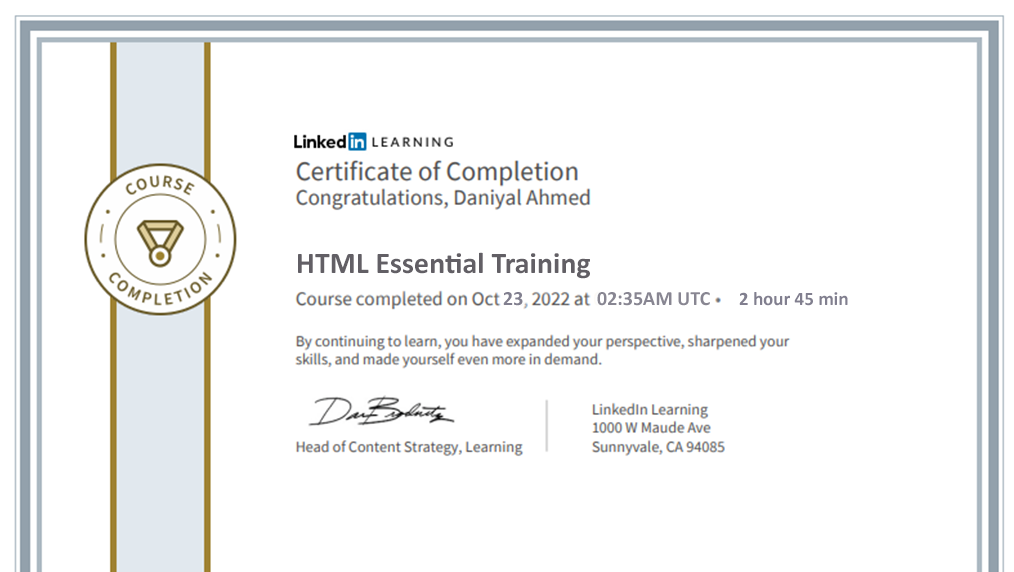 COURSE
COMPLETION
Linked in LEARNING
Certificate of Completion
Congratulations, Daniyal Ahmed
HTML Essential Training
Course completed on Oct 23, 2022 at 02:35AM UTC • 2 hour 45 min
By continuing to learn, you have expanded your perspective, sharpened your
skills, and made yourself even more in demand.
Head of Content Strategy, Learning
LinkedIn Learning
1000 W Maude Ave
Sunnyvale, CA 94085